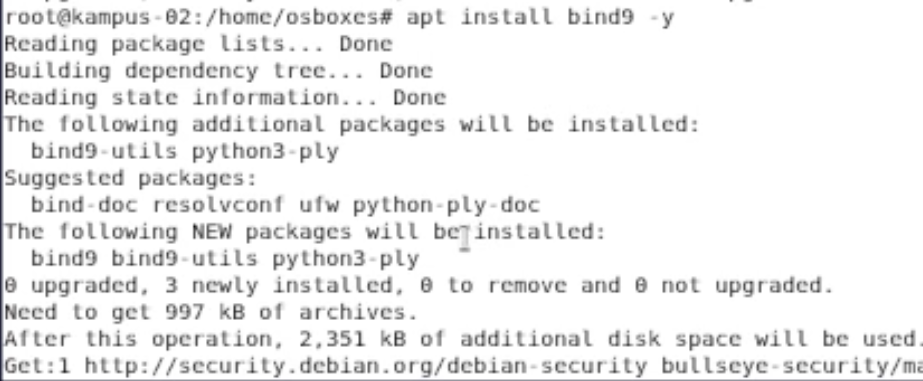 root@kampus-02:/home/osboxes# apt install bind9 -y
Reading package lists... Done
Building dependency tree... Done
Reading state information... Done
The following additional packages will be installed:
bind9-utils python3-ply
Suggested packages:
bind-doc resolvconf ufw python-ply-doc
The following NEW packages will be installed:
bind9 bind9-utils python3-ply
0 upgraded, 3 newly installed, 0 to remove and 0 not upgraded.
Need to get 997 kB of archives.
After this operation, 2,351 kB of additional disk space will be used.
Get:1 http://security.debian.org/debian-security bullseye-security/m